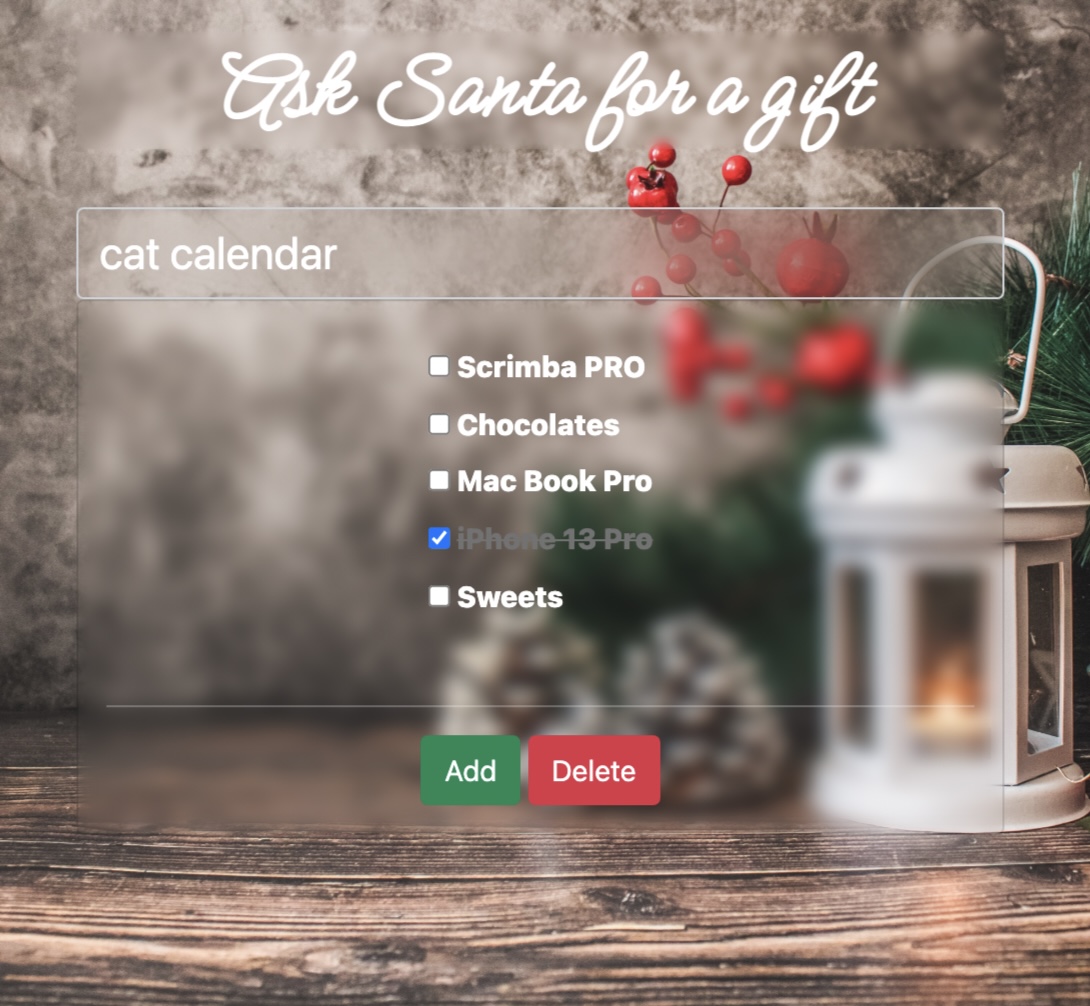 Ask Santa for a gift
cat calendar
Scrimba PRO
Chocolates
Mac Book Pro
iPhone 13 Pro
Sweets
Add
Delete